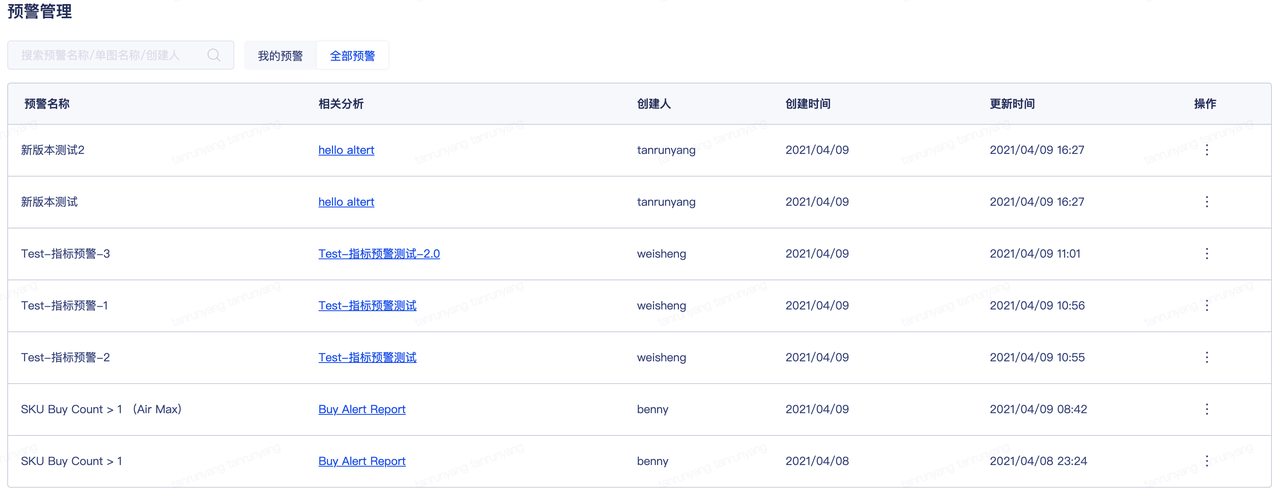 预警管理
搜索预警名称/单图名称/创建人 我的预警 全部预警
预警名称 相关分析 创建人 创建时间 更新时间 操作
新版本测试2 hello altert tanrunyang 2021/04/09 2021/04/09 16:27
新版本测试 hello altert tanrunyang 2021/04/09 2021/04/09 16:27
Test-指标预警-3 Test-指标预警测试-2.0 weisheng 2021/04/09 2021/04/09 11:01
Test-指标预警-1 Test-指标预警测试 weisheng 2021/04/09 2021/04/09 10:56
Test-指标预警-2 Test-指标预警测试 weisheng 2021/04/09 2021/04/09 10:55
SKU Buy Count > 1 （Air Max） Buy Alert Report benny 2021/04/09 2021/04/09 08:42
SKU Buy Count > 1 Buy Alert Report benny 2021/04/08 2021/04/08 23:24